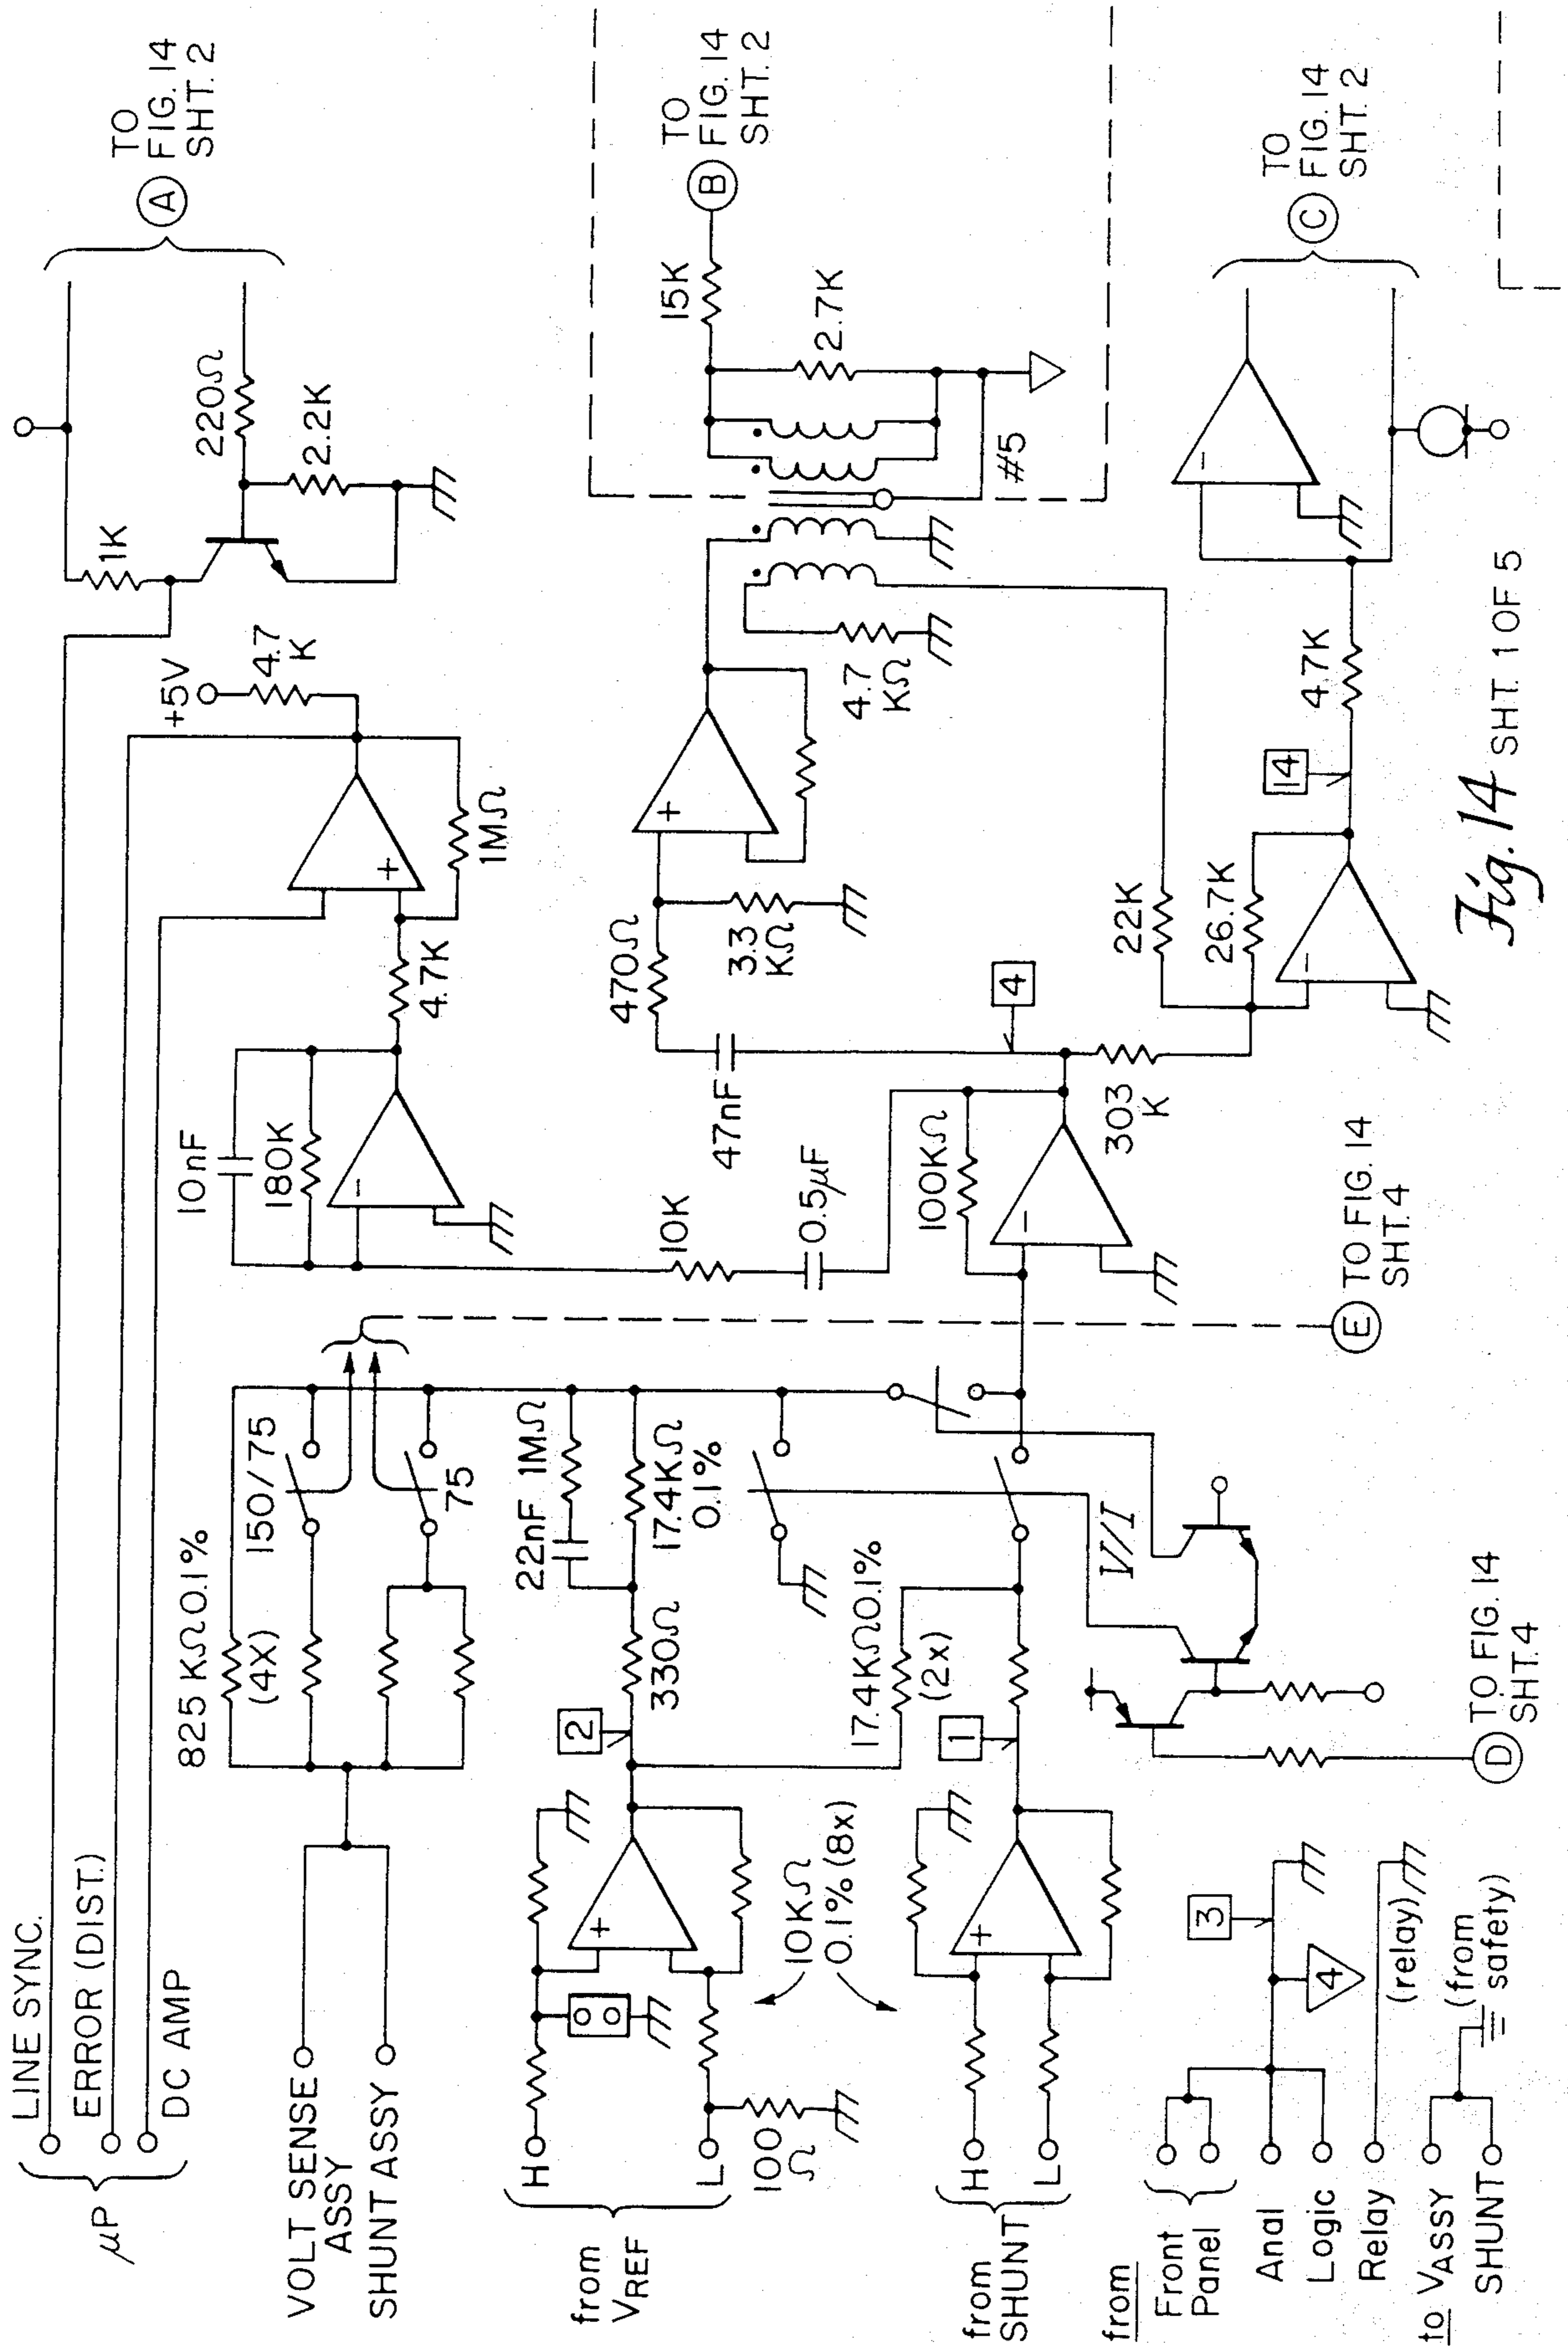 LINE SYNC.
ERROR (DIST.)
DC AMP
μP
VOLT SENSE
ASSY
SHUNT ASSY
825 KΩ 0.1%
(4X)
150/75
75
22nF 1MΩ
17.4KΩ
0.1%
330Ω
2
H
L
from
VREF
100
Ω
10KΩ
0.1% (8x)
17.4KΩ 0.1%
(2x)
1
H
L
from
SHUNT
V/I
D TO FIG. 14
SHT. 4
E TO FIG. 14
SHT. 4
from
Front
Panel
Anal
Logic
Relay
to VASSY
SHUNT
3
4
(relay)
(from
safety)
10nF
180K
-
4.7K
+
1MΩ
+5V
4.7
K
1K
220Ω
2.2K
A
TO
FIG. 14
SHT. 2
10K
0.5μF
47nF
470Ω
3.3
KΩ
+
4.7
KΩ
#5
15K
2.7K
B
TO
FIG. 14
SHT. 2
100KΩ
-
4
303
K
22K
26.7K
-
14
4.7K
-
C
TO
FIG. 14
SHT. 2
+
+
Fig. 14 SHT. 1 OF 5